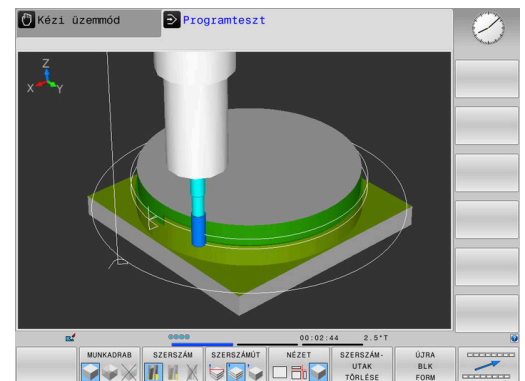 Kézi üzemmód
Programteszt
Z
X
Y
00:02:44
2.5*T
MUNKADRAB
SZERSZÁM
SZERSZÁMÚT
NÉZET
SZERSZÁM-
UTAK
TÖRLÉSE
ÚJRA
BLK
FORM